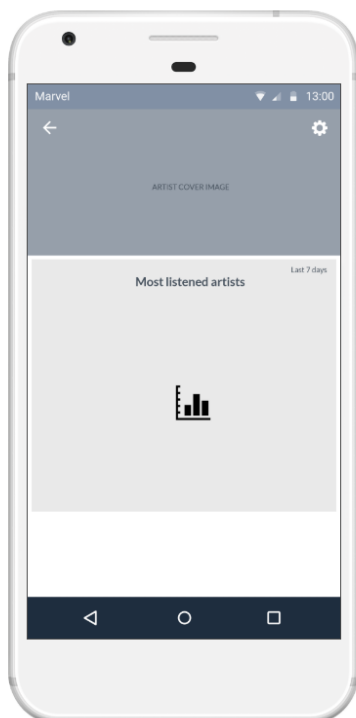 Marvel
13:00
ARTIST COVER IMAGE
Last 7 days
Most listened artists